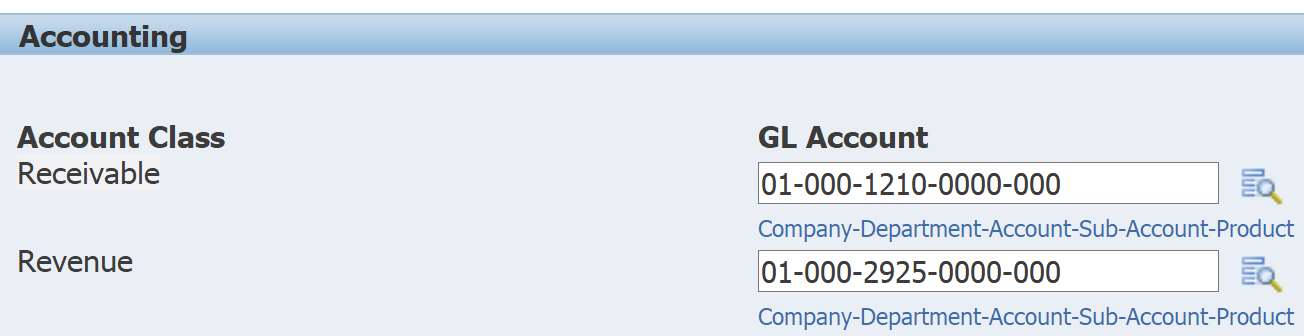 Accounting
Account Class GL Account
Receivable 01-000-1210-0000-000
Company-Department-Account-Sub-Account-Product
Revenue 01-000-2925-0000-000
Company-Department-Account-Sub-Account-Product